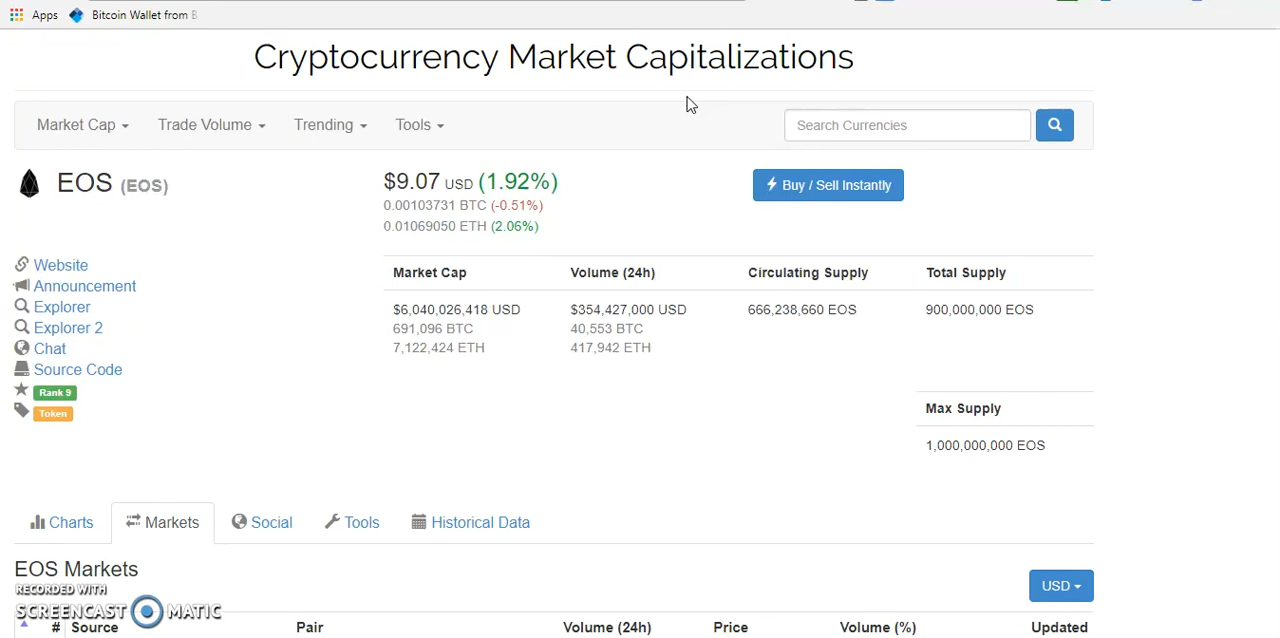 Apps Bitcoin Wallet from B
Cryptocurrency Market Capitalizations
Market Cap Trade Volume Trending Tools Search Currencies
EOS (EOS) $9.07 USD (1.92%) Buy / Sell Instantly
0.00103731 BTC (-0.51%)
0.01069050 ETH (2.06%)
Website
Announcement
Explorer
Explorer 2
Chat
Source Code
Rank 9
Token
Market Cap Volume (24h) Circulating Supply Total Supply
$6,040,026,418 USD $354,427,000 USD 666,238,660 EOS 900,000,000 EOS
691,096 BTC 40,553 BTC
7,122,424 ETH 417,942 ETH
Max Supply
1,000,000,000 EOS
Charts Markets Social Tools Historical Data
EOS Markets
USD
RECORDED WITH
SCREENCAST MATIC
# Source Pair Volume (24h) Price Volume (%) Updated